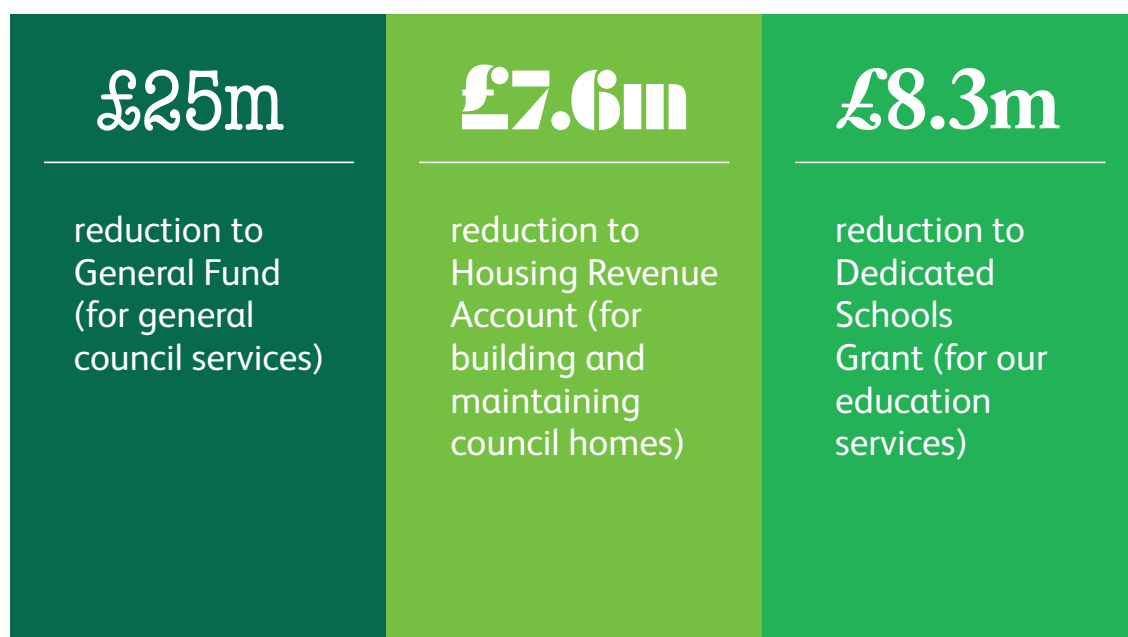 £25m
reduction to
General Fund
(for general
council services)
£7.6m
reduction to
Housing Revenue
Account (for
building and
maintaining
council homes)
£8.3m
reduction to
Dedicated
Schools
Grant (for our
education
services)